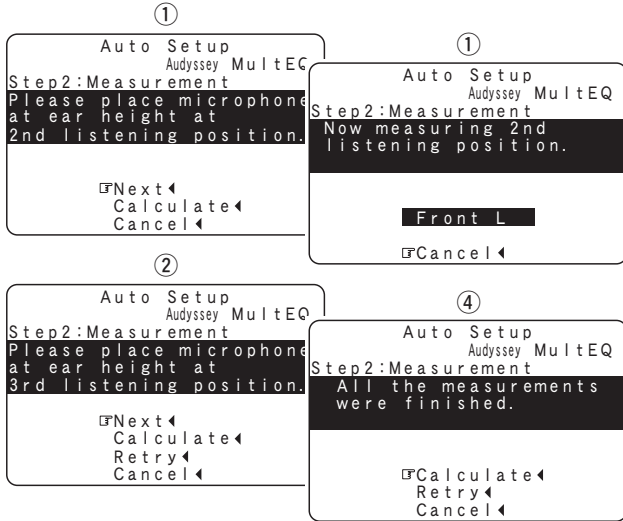 ①
Auto Setup
Audyssey MultEQ
Step2:Measurement
Please place microphone
at ear height at
2nd listening position.
☞Next◀
Calculate◀
Cancel◀
①
Auto Setup
Audyssey MultEQ
Step2:Measurement
Now measuring 2nd
listening position.
Front L
☞Cancel◀
②
Auto Setup
Audyssey MultEQ
Step2:Measurement
Please place microphone
at ear height at
3rd listening position.
☞Next◀
Calculate◀
Retry◀
Cancel◀
④
Auto Setup
Audyssey MultEQ
Step2:Measurement
All the measurements
were finished.
☞Calculate◀
Retry◀
Cancel◀